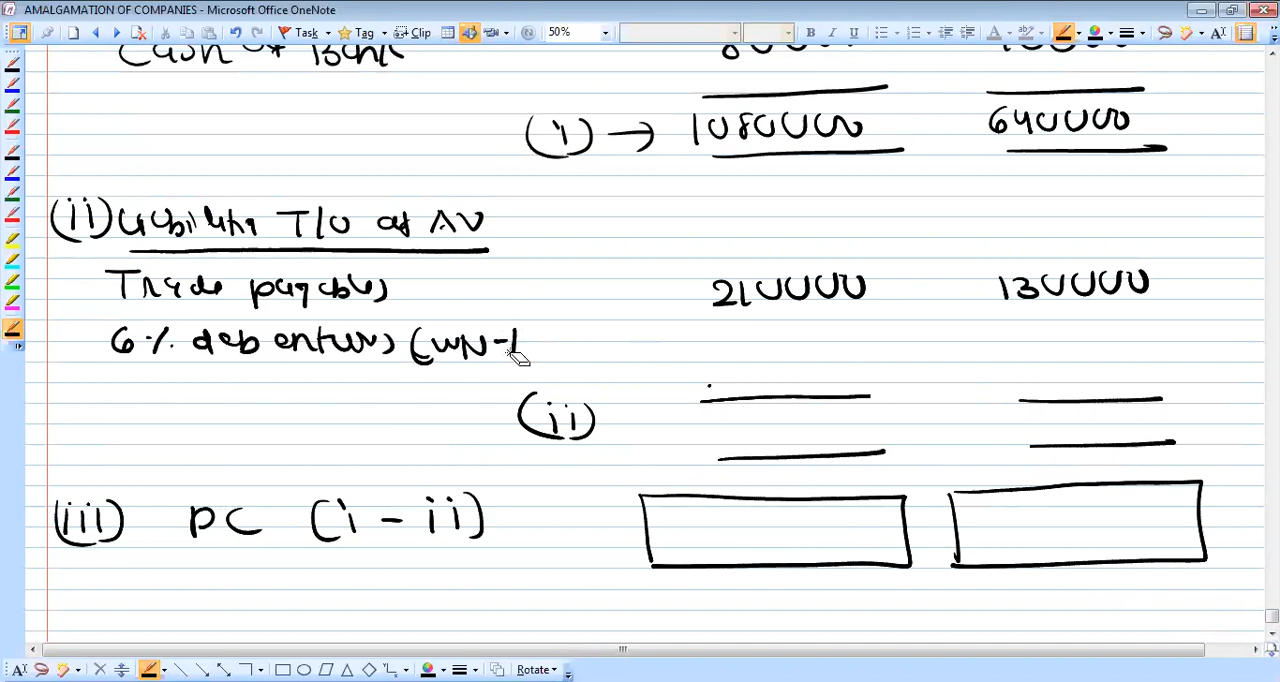 AMALGAMATION OF COMPANIES - Microsoft Office OneNote
Task Tag Clip 50% B I U
Cash & Bank
(i) → 1080000 640000
(ii) Liabilities T/O at AV
Trade payables 210000 130000
6% debentures (WN-1
(ii)
(iii) PC (i - ii)
Rotate